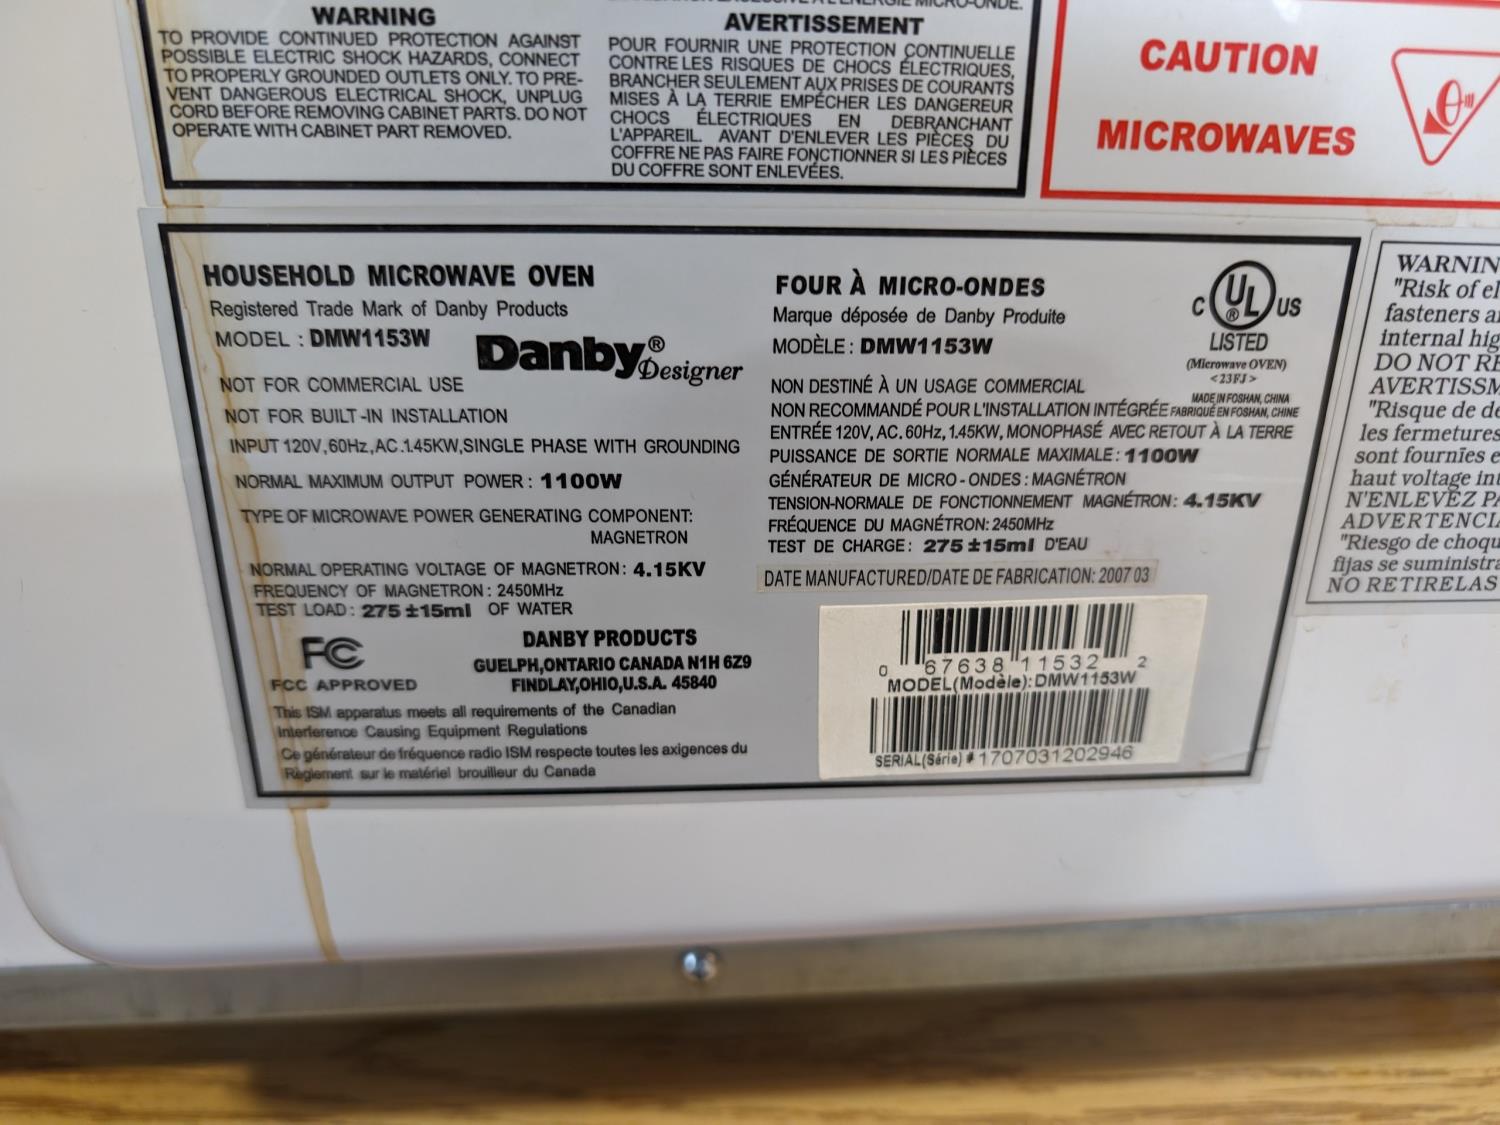 WARNING
TO PROVIDE CONTINUED PROTECTION AGAINST
POSSIBLE ELECTRIC SHOCK HAZARDS, CONNECT
TO PROPERLY GROUNDED OUTLETS ONLY. TO PRE-
VENT DANGEROUS ELECTRICAL SHOCK, UNPLUG
CORD BEFORE REMOVING CABINET PARTS. DO NOT
OPERATE WITH CABINET PART REMOVED.
MICRO-ONDE.
AVERTISSEMENT
POUR FOURNIR UNE PROTECTION ÇONTINUELLE
CONTRE LES RISQUES DE CHOCS ÉLECTRIQUES,
BRANCHER SEULEMENT AUX PRISES DE COURANTS
MISES À LA TERRIE EMPÉCHER LES DANGEREUR
CHOCS ÉLECTRIQUES EN DEBRANCHANT
L'APPAREIL. AVANT D'ENLEVER LES PIÈCES DU
COFFRE NE PAS FAIRE FONCTIONNER SI LES PIÈCES
DU COFFRE SONT ENLEVÉES.
CAUTION
MICROWAVES
HOUSEHOLD MICROWAVE OVEN
Registered Trade Mark of Danby Products
MODEL : DMW1153W
Danby® Designer
NOT FOR COMMERCIAL USE
NOT FOR BUILT-IN INSTALLATION
INPUT 120V,60Hz,AC.1.45KW,SINGLE PHASE WITH GROUNDING
NORMAL MAXIMUM OUTPUT POWER : 1100W
TYPE OF MICROWAVE POWER GENERATING COMPONENT:
MAGNETRON
NORMAL OPERATING VOLTAGE OF MAGNETRON: 4.15KV
FREQUENCY OF MAGNETRON : 2450MHz
TEST LOAD : 275 ±15ml OF WATER
FC
FCC APPROVED
DANBY PRODUCTS
GUELPH,ONTARIO CANADA N1H 6Z9
FINDLAY,OHIO,U.S.A. 45840
This ISM apparatus meets all requirements of the Canadian
Interference Causing Equipment Regulations
Ce générateur de fréquence radio ISM respecte toutes les axigences du
Règlement sur le matériel brouilleur du Canada
FOUR À MICRO-ONDES
Marque déposée de Danby Produite
MODÈLE : DMW1153W
C UL® US
LISTED
(Microwave OVEN)
<23FJ>
MADE IN FOSHAN, CHINA
FABRIQUÉ EN FOSHAN, CHINE
NON DESTINÉ À UN USAGE COMMERCIAL
NON RECOMMANDÉ POUR L'INSTALLATION INTÉGRÉE
ENTRÉE 120V, AC. 60Hz, 1.45KW, MONOPHASÉ AVEC RETOUT À LA TERRE
PUISSANCE DE SORTIE NORMALE MAXIMALE : 1100W
GÉNÉRATEUR DE MICRO-ONDES : MAGNÉTRON
TENSION-NORMALE DE FONCTIONNEMENT MAGNÉTRON : 4.15KV
FRÉQUENCE DU MAGNÉTRON: 2450MHz
TEST DE CHARGE : 275 ±15ml D'EAU
DATE MANUFACTURED/DATE DE FABRICATION: 2007 03
0 67638 11532 2
MODEL(Modèle):DMW1153W
SERIAL(Série) # 1707031202946
WARNIN
"Risk of el
fasteners a
internal hig
DO NOT RE
AVERTISSM
"Risque de de
les fermetures
sont fournïes e
haut voltage int
N'ENLEVEZ PA
ADVERTENCIA
"Riesgo de choqu
fijas se suministra
NO RETIRELAS